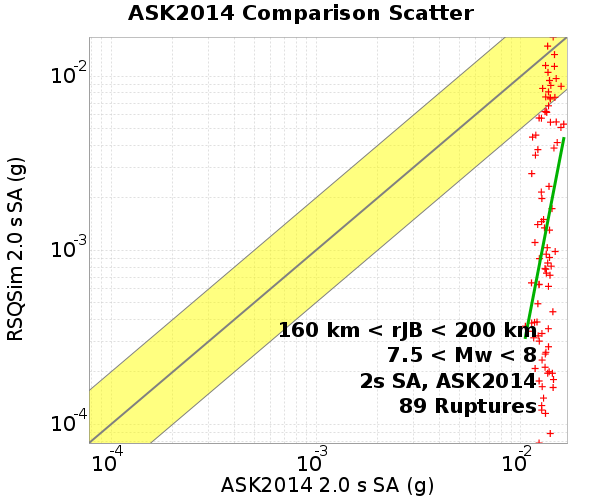 ASK2014 Comparison Scatter
RSQSim 2.0 s SA (g)
10-2
10-3
10-4
160 km < rJB < 200 km
7.5 < Mw < 8
2s SA, ASK2014
89 Ruptures
10-4 10-3 10-2
ASK2014 2.0 s SA (g)